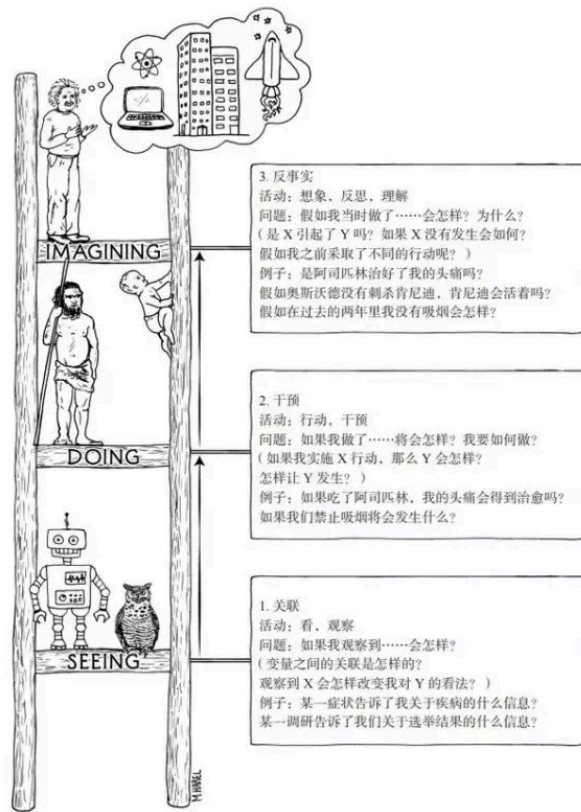 IMAGINING
3. 反事实
活动：想象，反思，理解
问题：假如我当时做了……会怎样？为什么？
（是 X 引起了 Y 吗？如果 X 没有发生会如何？
假如我之前采取了不同的行动呢？）
例子：是阿司匹林治好了我的头痛吗？
假如奥斯沃德没有刺杀肯尼迪，肯尼迪会活着吗？
假如在过去的两年里我没有吸烟会怎样？
DOING
2. 干预
活动：行动，干预
问题：如果我做了……将会怎样？我要如何做？
（如果我实施 X 行动，那么 Y 会怎样？
怎样让 Y 发生？）
例子：如果吃了阿司匹林，我的头痛会得到治愈吗？
如果我们禁止吸烟将会发生什么？
SEEING
1. 关联
活动：看，观察
问题：如果我观察到……会怎样？
（变量之间的关联是怎样的？
观察到 X 会怎样改变我对 Y 的看法？）
例子：某一症状告诉了我关于疾病的什么信息？
某一调研告诉了我们关于选举结果的什么信息？
M.HAREL